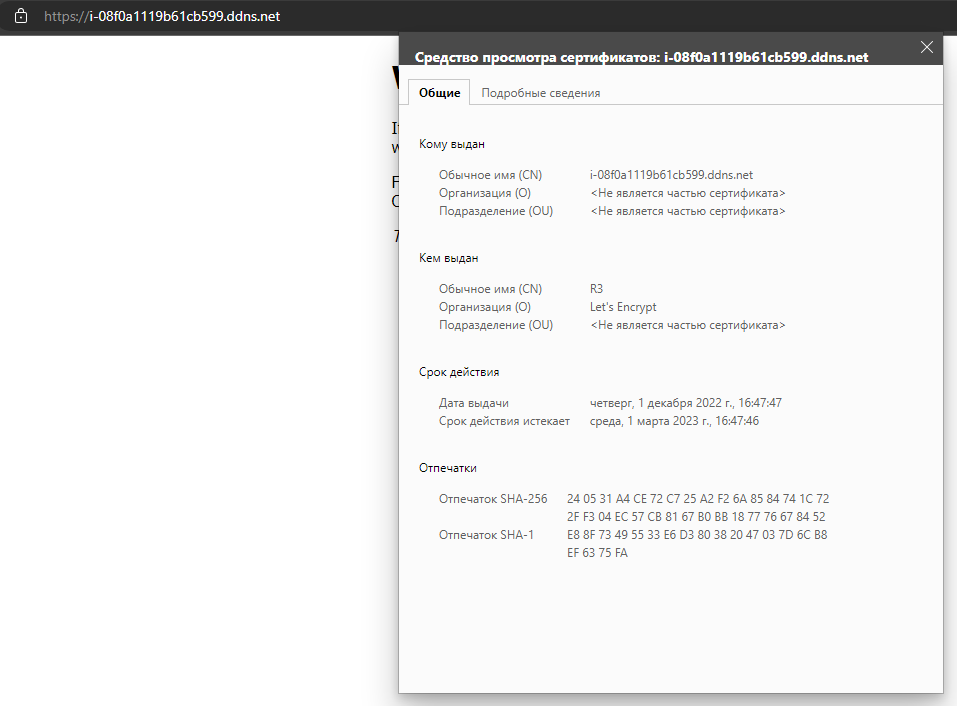 https://i-08f0a1119b61cb599.ddns.net
Средство просмотра сертификатов: i-08f0a1119b61cb599.ddns.net
Общие Подробные сведения
Кому выдан
Обычное имя (CN) i-08f0a1119b61cb599.ddns.net
Организация (O) <Не является частью сертификата>
Подразделение (OU) <Не является частью сертификата>
Кем выдан
Обычное имя (CN) R3
Организация (O) Let's Encrypt
Подразделение (OU) <Не является частью сертификата>
Срок действия
Дата выдачи четверг, 1 декабря 2022 г., 16:47:47
Срок действия истекает среда, 1 марта 2023 г., 16:47:46
Отпечатки
Отпечаток SHA-256 24 05 31 A4 CE 72 C7 25 A2 F2 6A 85 84 74 1C 72
2F F3 04 EC 57 CB 81 67 B0 BB 18 77 76 67 84 52
Отпечаток SHA-1 E8 8F 73 49 55 33 E6 D3 80 38 20 47 03 7D 6C B8
EF 63 75 FA